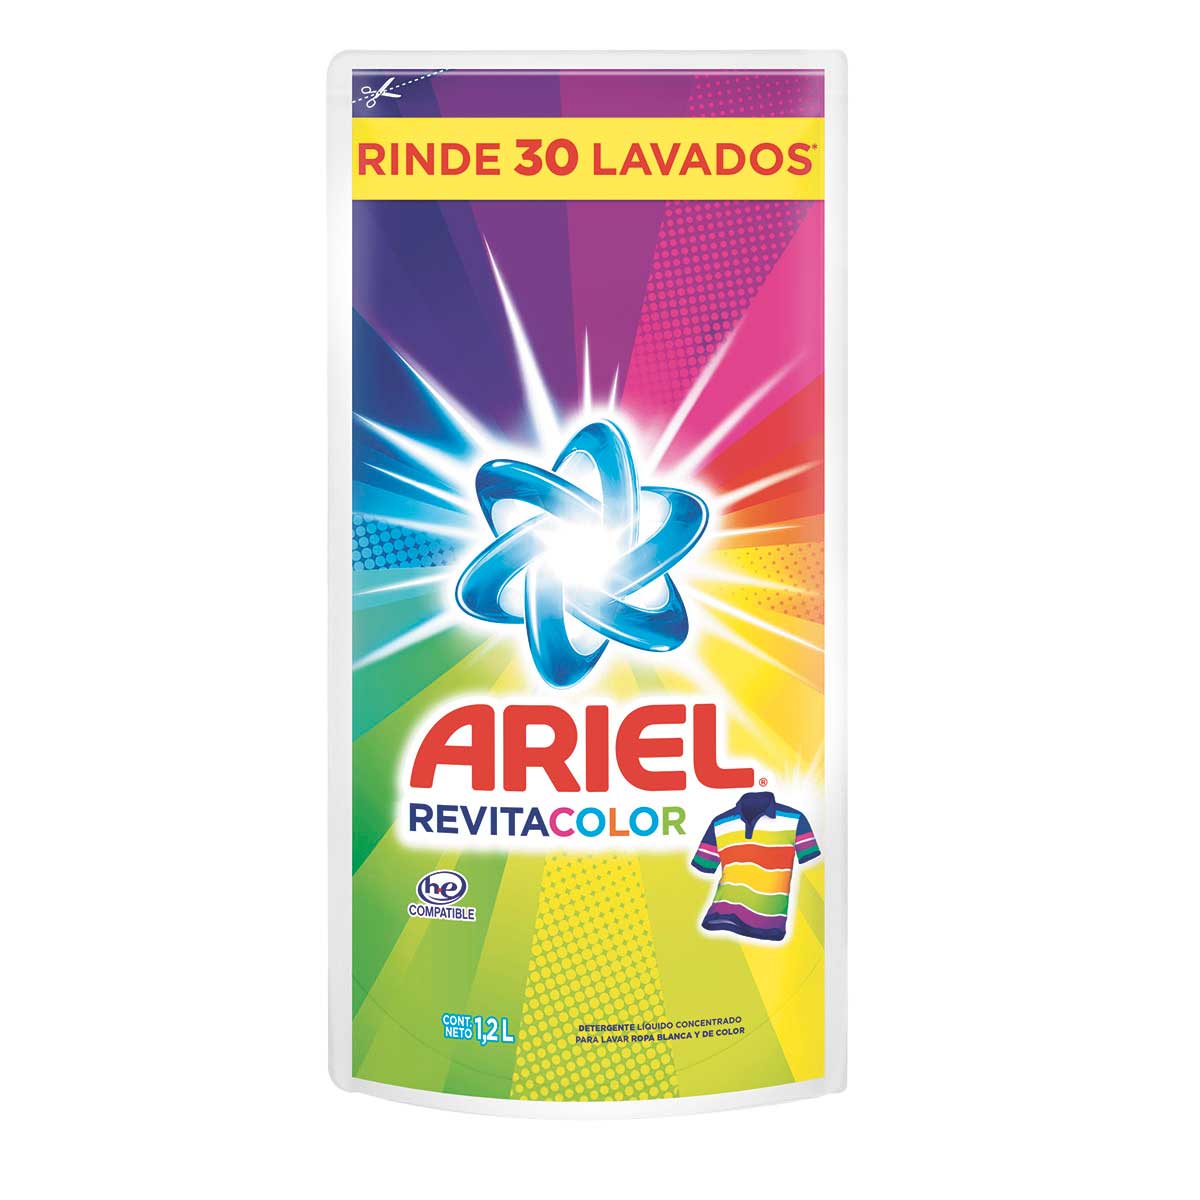 RINDE 30 LAVADOS*
ARIEL®
REVITACOLOR
he
COMPATIBLE
CONT.
NETO 1,2 L
DETERGENTE LÍQUIDO CONCENTRADO
PARA LAVAR ROPA BLANCA Y DE COLOR